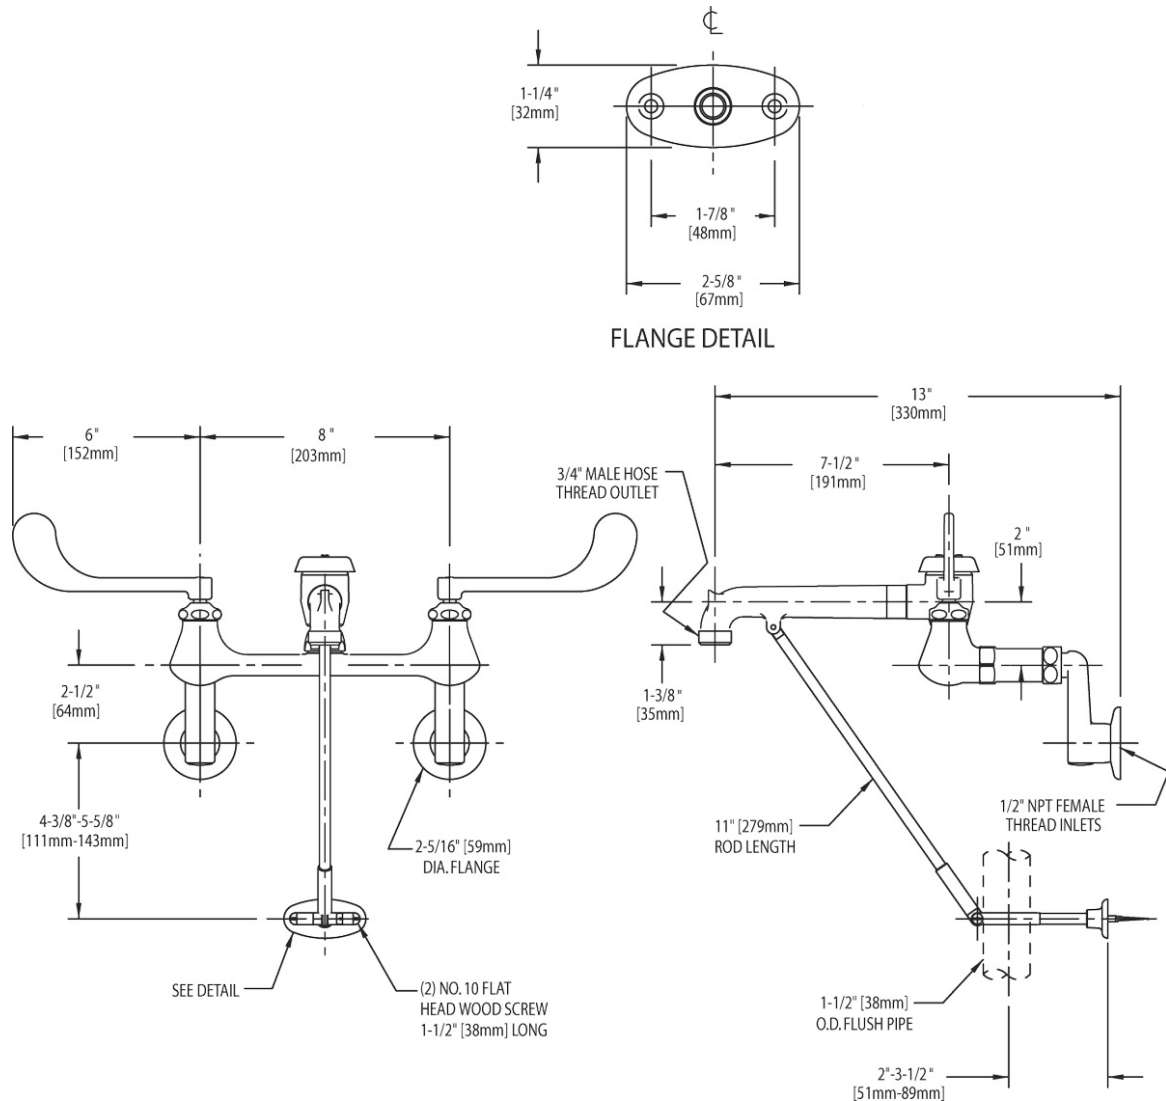 ℄
1-1/4"
[32mm]
1-7/8"
[48mm]
2-5/8"
[67mm]
FLANGE DETAIL
6"
[152mm]
8"
[203mm]
2-1/2"
[64mm]
4-3/8"-5-5/8"
[111mm-143mm]
2-5/16" [59mm]
DIA. FLANGE
SEE DETAIL
(2) NO. 10 FLAT
HEAD WOOD SCREW
1-1/2" [38mm] LONG
13"
[330mm]
7-1/2"
[191mm]
3/4" MALE HOSE
THREAD OUTLET
2"
[51mm]
1-3/8"
[35mm]
11" [279mm]
ROD LENGTH
1/2" NPT FEMALE
THREAD INLETS
1-1/2" [38mm]
O.D. FLUSH PIPE
2"-3-1/2"
[51mm-89mm]